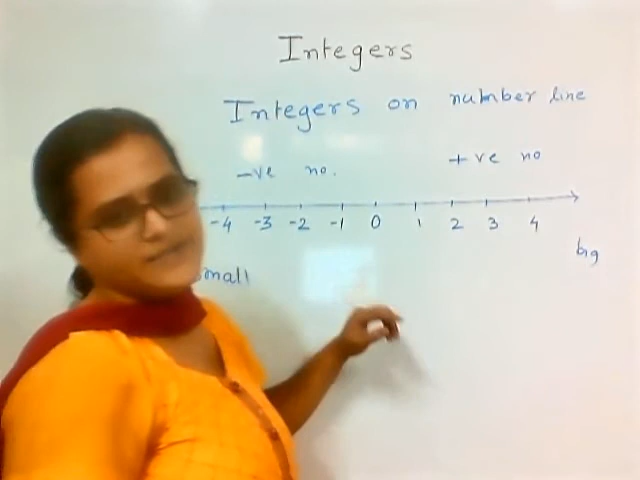 Integers
Integers on number line
-ve no. +ve no
-4 -3 -2 -1 0 1 2 3 4
big